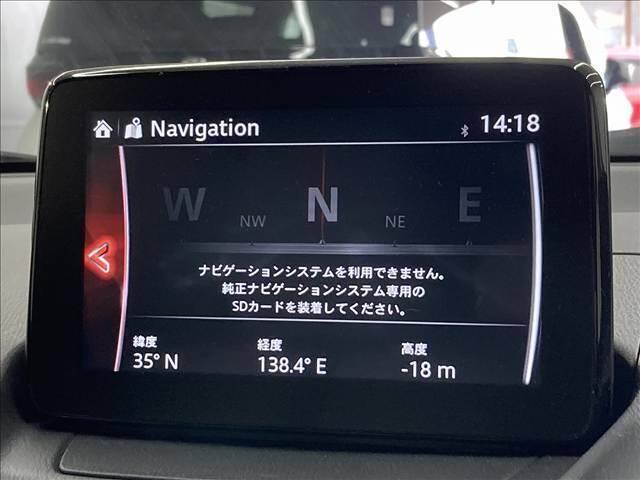 Navigation 14:18
W NW N NE E
ナビゲーションシステムを利用できません。
純正ナビゲーションシステム専用の
SDカードを装着してください。
緯度 経度 高度
35° N 138.4° E -18 m